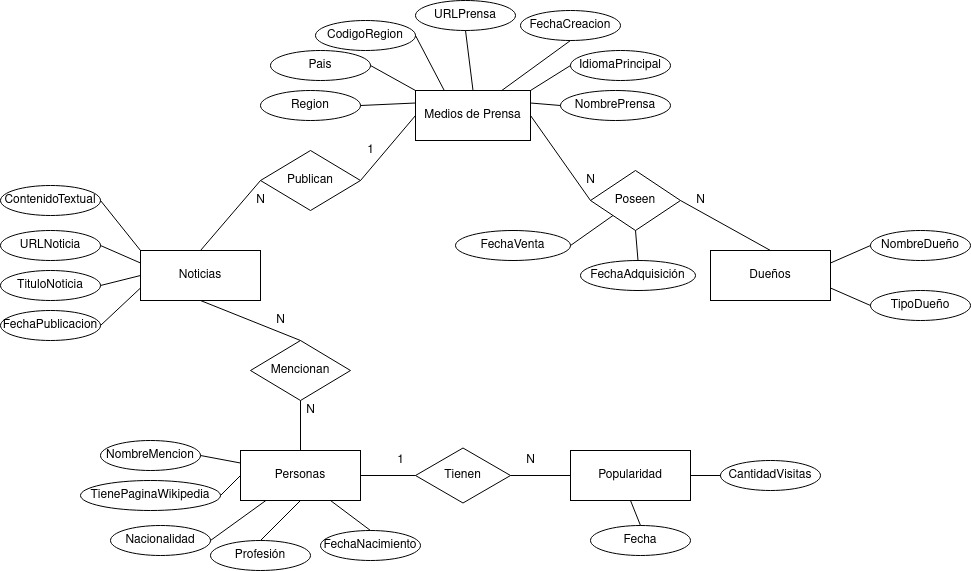 URLPrensa
FechaCreacion
CodigoRegion
Pais
IdiomaPrincipal
Region
NombrePrensa
Medios de Prensa
1
Publican
N
N
Poseen
N
ContenidoTextual
URLNoticia
TituloNoticia
FechaPublicacion
Noticias
FechaVenta
FechaAdquisición
Dueños
NombreDueño
TipoDueño
N
Mencionan
N
NombreMencion
TienePaginaWikipedia
Nacionalidad
Profesión
FechaNacimiento
Personas
1
Tienen
N
Popularidad
CantidadVisitas
Fecha